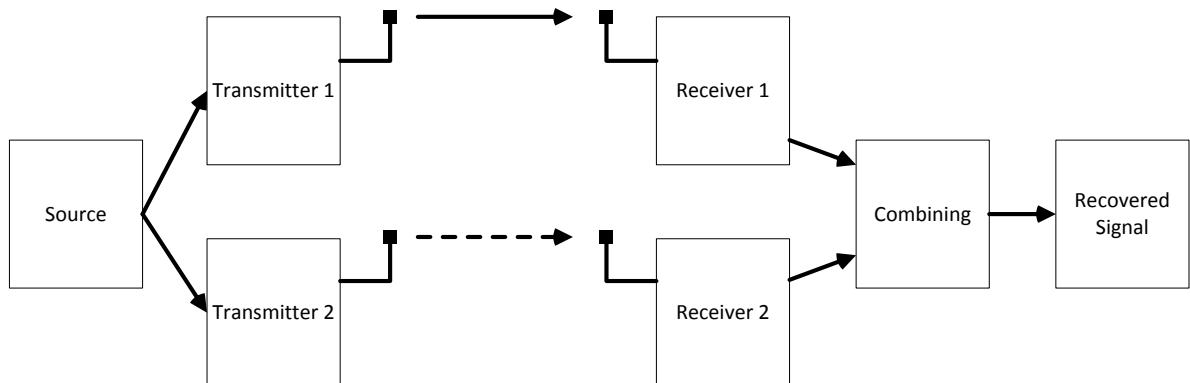 Source
Transmitter 1
Transmitter 2
Receiver 1
Receiver 2
Combining
Recovered
Signal